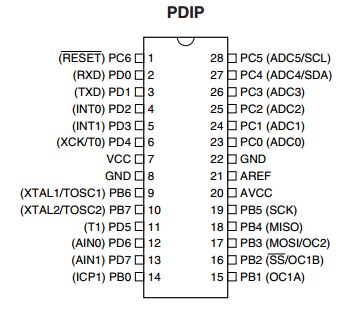 PDIP
(RESET) PC6 1 28 PC5 (ADC5/SCL)
(RXD) PD0 2 27 PC4 (ADC4/SDA)
(TXD) PD1 3 26 PC3 (ADC3)
(INT0) PD2 4 25 PC2 (ADC2)
(INT1) PD3 5 24 PC1 (ADC1)
(XCK/T0) PD4 6 23 PC0 (ADC0)
VCC 7 22 GND
GND 8 21 AREF
(XTAL1/TOSC1) PB6 9 20 AVCC
(XTAL2/TOSC2) PB7 10 19 PB5 (SCK)
(T1) PD5 11 18 PB4 (MISO)
(AIN0) PD6 12 17 PB3 (MOSI/OC2)
(AIN1) PD7 13 16 PB2 (SS/OC1B)
(ICP1) PB0 14 15 PB1 (OC1A)